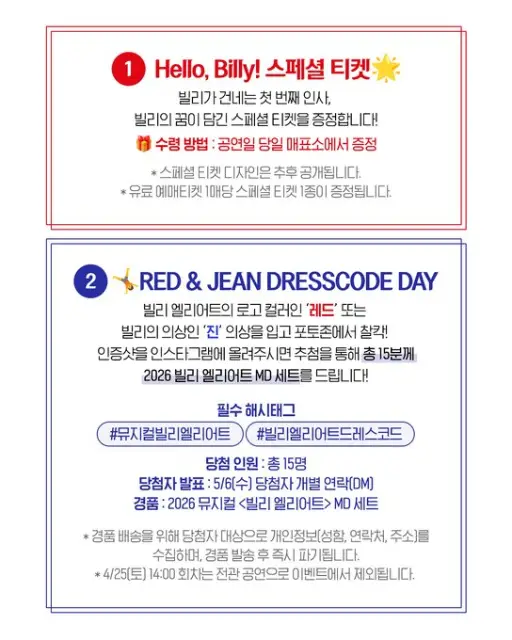 1 Hello, Billy! 스페셜 티켓🌟
빌리가 건네는 첫 번째 인사,
빌리의 꿈이 담긴 스페셜 티켓을 증정합니다!
🎁 수령 방법 : 공연일 당일 매표소에서 증정
* 스페셜 티켓 디자인은 추후 공개됩니다.
* 유료 예매티켓 1매당 스페셜 티켓 1종이 증정됩니다.
2 🤸RED & JEAN DRESSCODE DAY
빌리 엘리어트의 로고 컬러인 '레드' 또는
빌리의 의상인 '진' 의상을 입고 포토존에서 찰칵!
인증샷을 인스타그램에 올려주시면 추첨을 통해 총 15분께
2026 빌리 엘리어트 MD 세트를 드립니다!
필수 해시태그
#뮤지컬빌리엘리어트 #빌리엘리어트드레스코드
당첨 인원 : 총 15명
당첨자 발표 : 5/6(수) 당첨자 개별 연락(DM)
경품 : 2026 뮤지컬 <빌리 엘리어트> MD 세트
* 경품 배송을 위해 당첨자 대상으로 개인정보(성함, 연락처, 주소)를
수집하며, 경품 발송 후 즉시 파기됩니다.
* 4/25(토) 14:00 회차는 전관 공연으로 이벤트에서 제외됩니다.